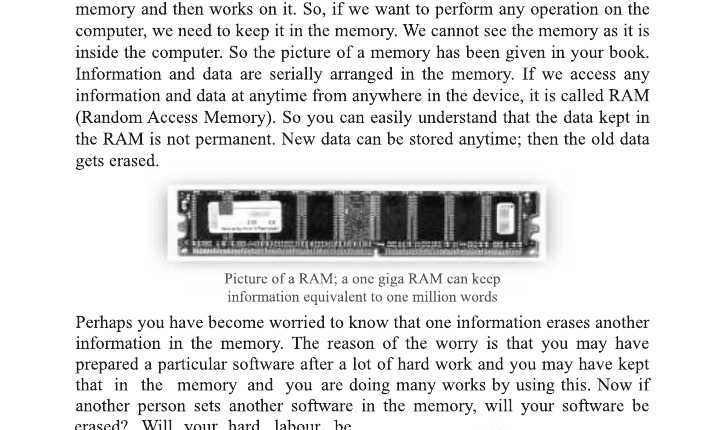 memory and then works on it. So, if we want to perform any operation on the
computer, we need to keep it in the memory. We cannot see the memory as it is
inside the computer. So the picture of a memory has been given in your book.
Information and data are serially arranged in the memory. If we access any
information and data at anytime from anywhere in the device, it is called RAM
(Random Access Memory). So you can easily understand that the data kept in
the RAM is not permanent. New data can be stored anytime; then the old data
gets erased.
Picture of a RAM; a one giga RAM can keep
information equivalent to one million words
Perhaps you have become worried to know that one information erases another
information in the memory. The reason of the worry is that you may have
prepared a particular software after a lot of hard work and you may have kept
that in the memory and you are doing many works by using this. Now if
another person sets another software in the memory, will your software be
erased? Will your hard labour be